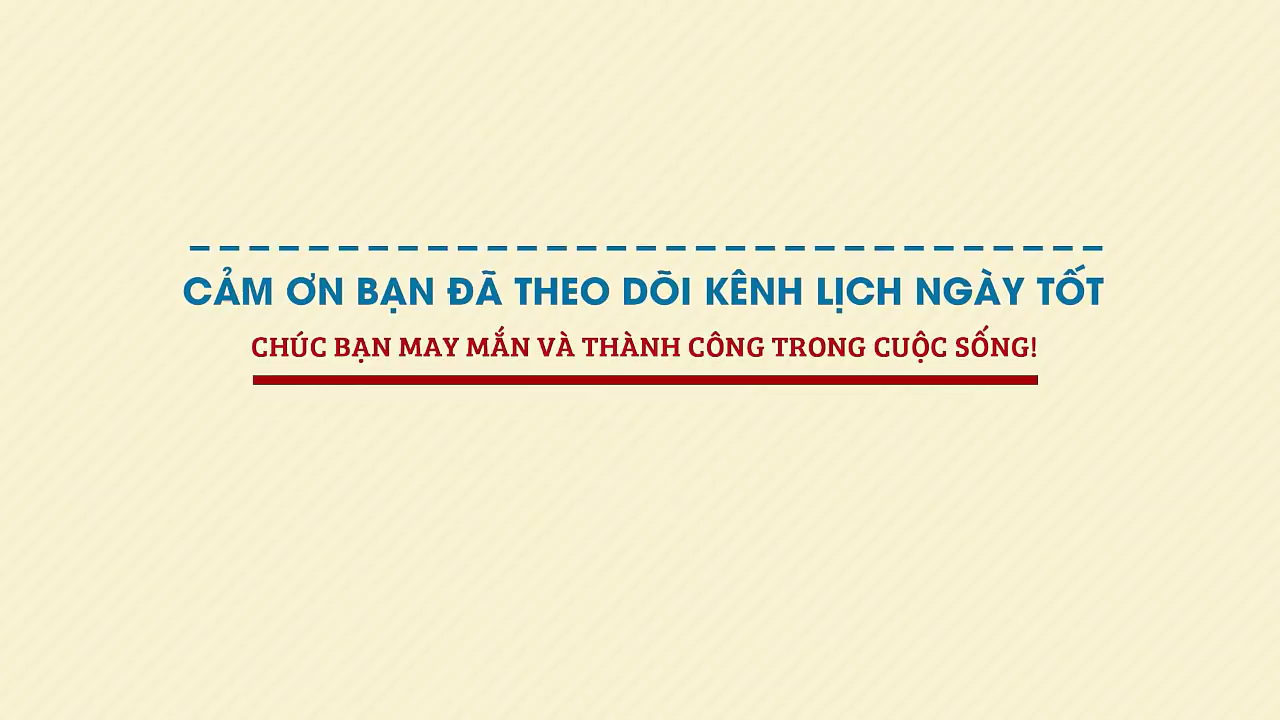 CẢM ƠN BẠN ĐÃ THEO DÕI KÊNH LỊCH NGÀY TỐT
CHÚC BẠN MAY MẮN VÀ THÀNH CÔNG TRONG CUỘC SỐNG!